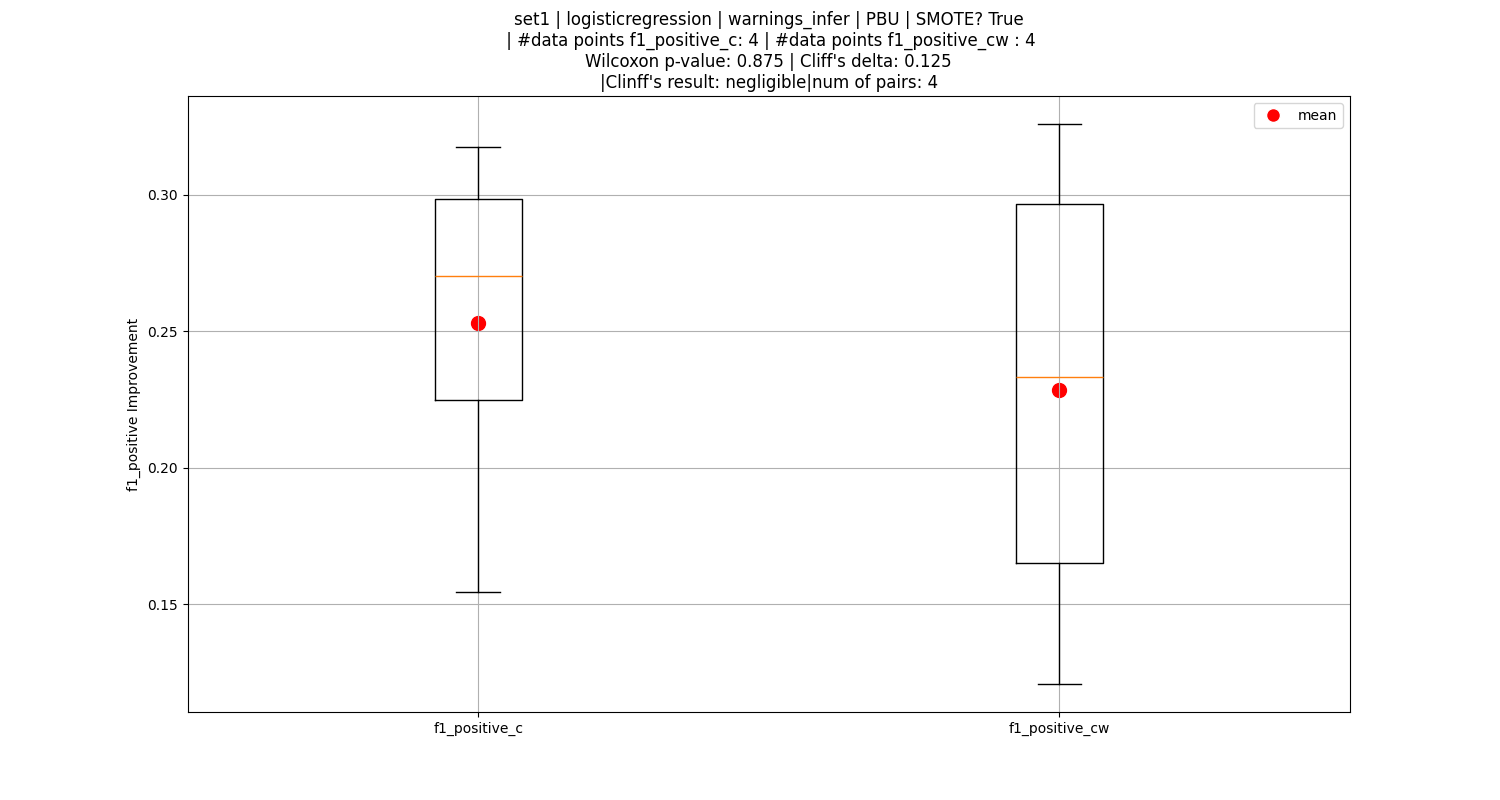 set1 | logisticregression | warnings_infer | PBU | SMOTE? True
| #data points f1_positive_c: 4 | #data points f1_positive_cw : 4
Wilcoxon p-value: 0.875 | Cliff's delta: 0.125
|Clinff's result: negligible|num of pairs: 4
mean
f1_positive Improvement
0.30
0.25
0.20
0.15
f1_positive_c
f1_positive_cw